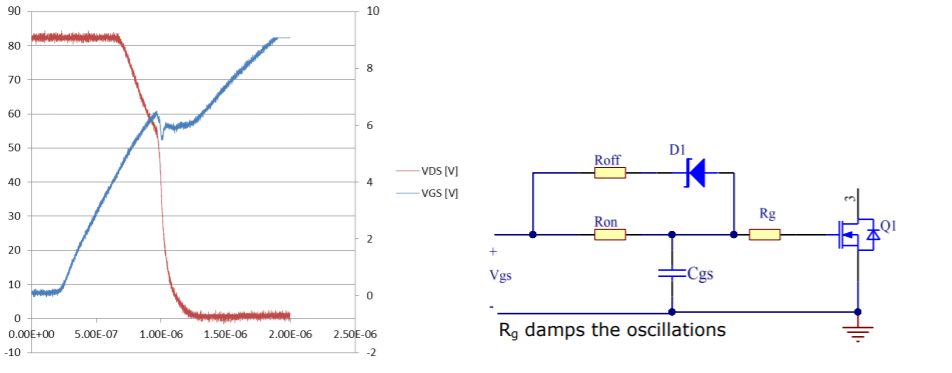 90
80
70
60
50
40
30
20
10
0
-10
10
8
6
4
2
0
-2
0.00E+00 5.00E-07 1.00E-06 1.50E-06 2.00E-06 2.50E-06
VDS [V]
VGS [V]
D1
Roff
Ron
Rg
3
Q1
+
Vgs
-
Cgs
Rg damps the oscillations